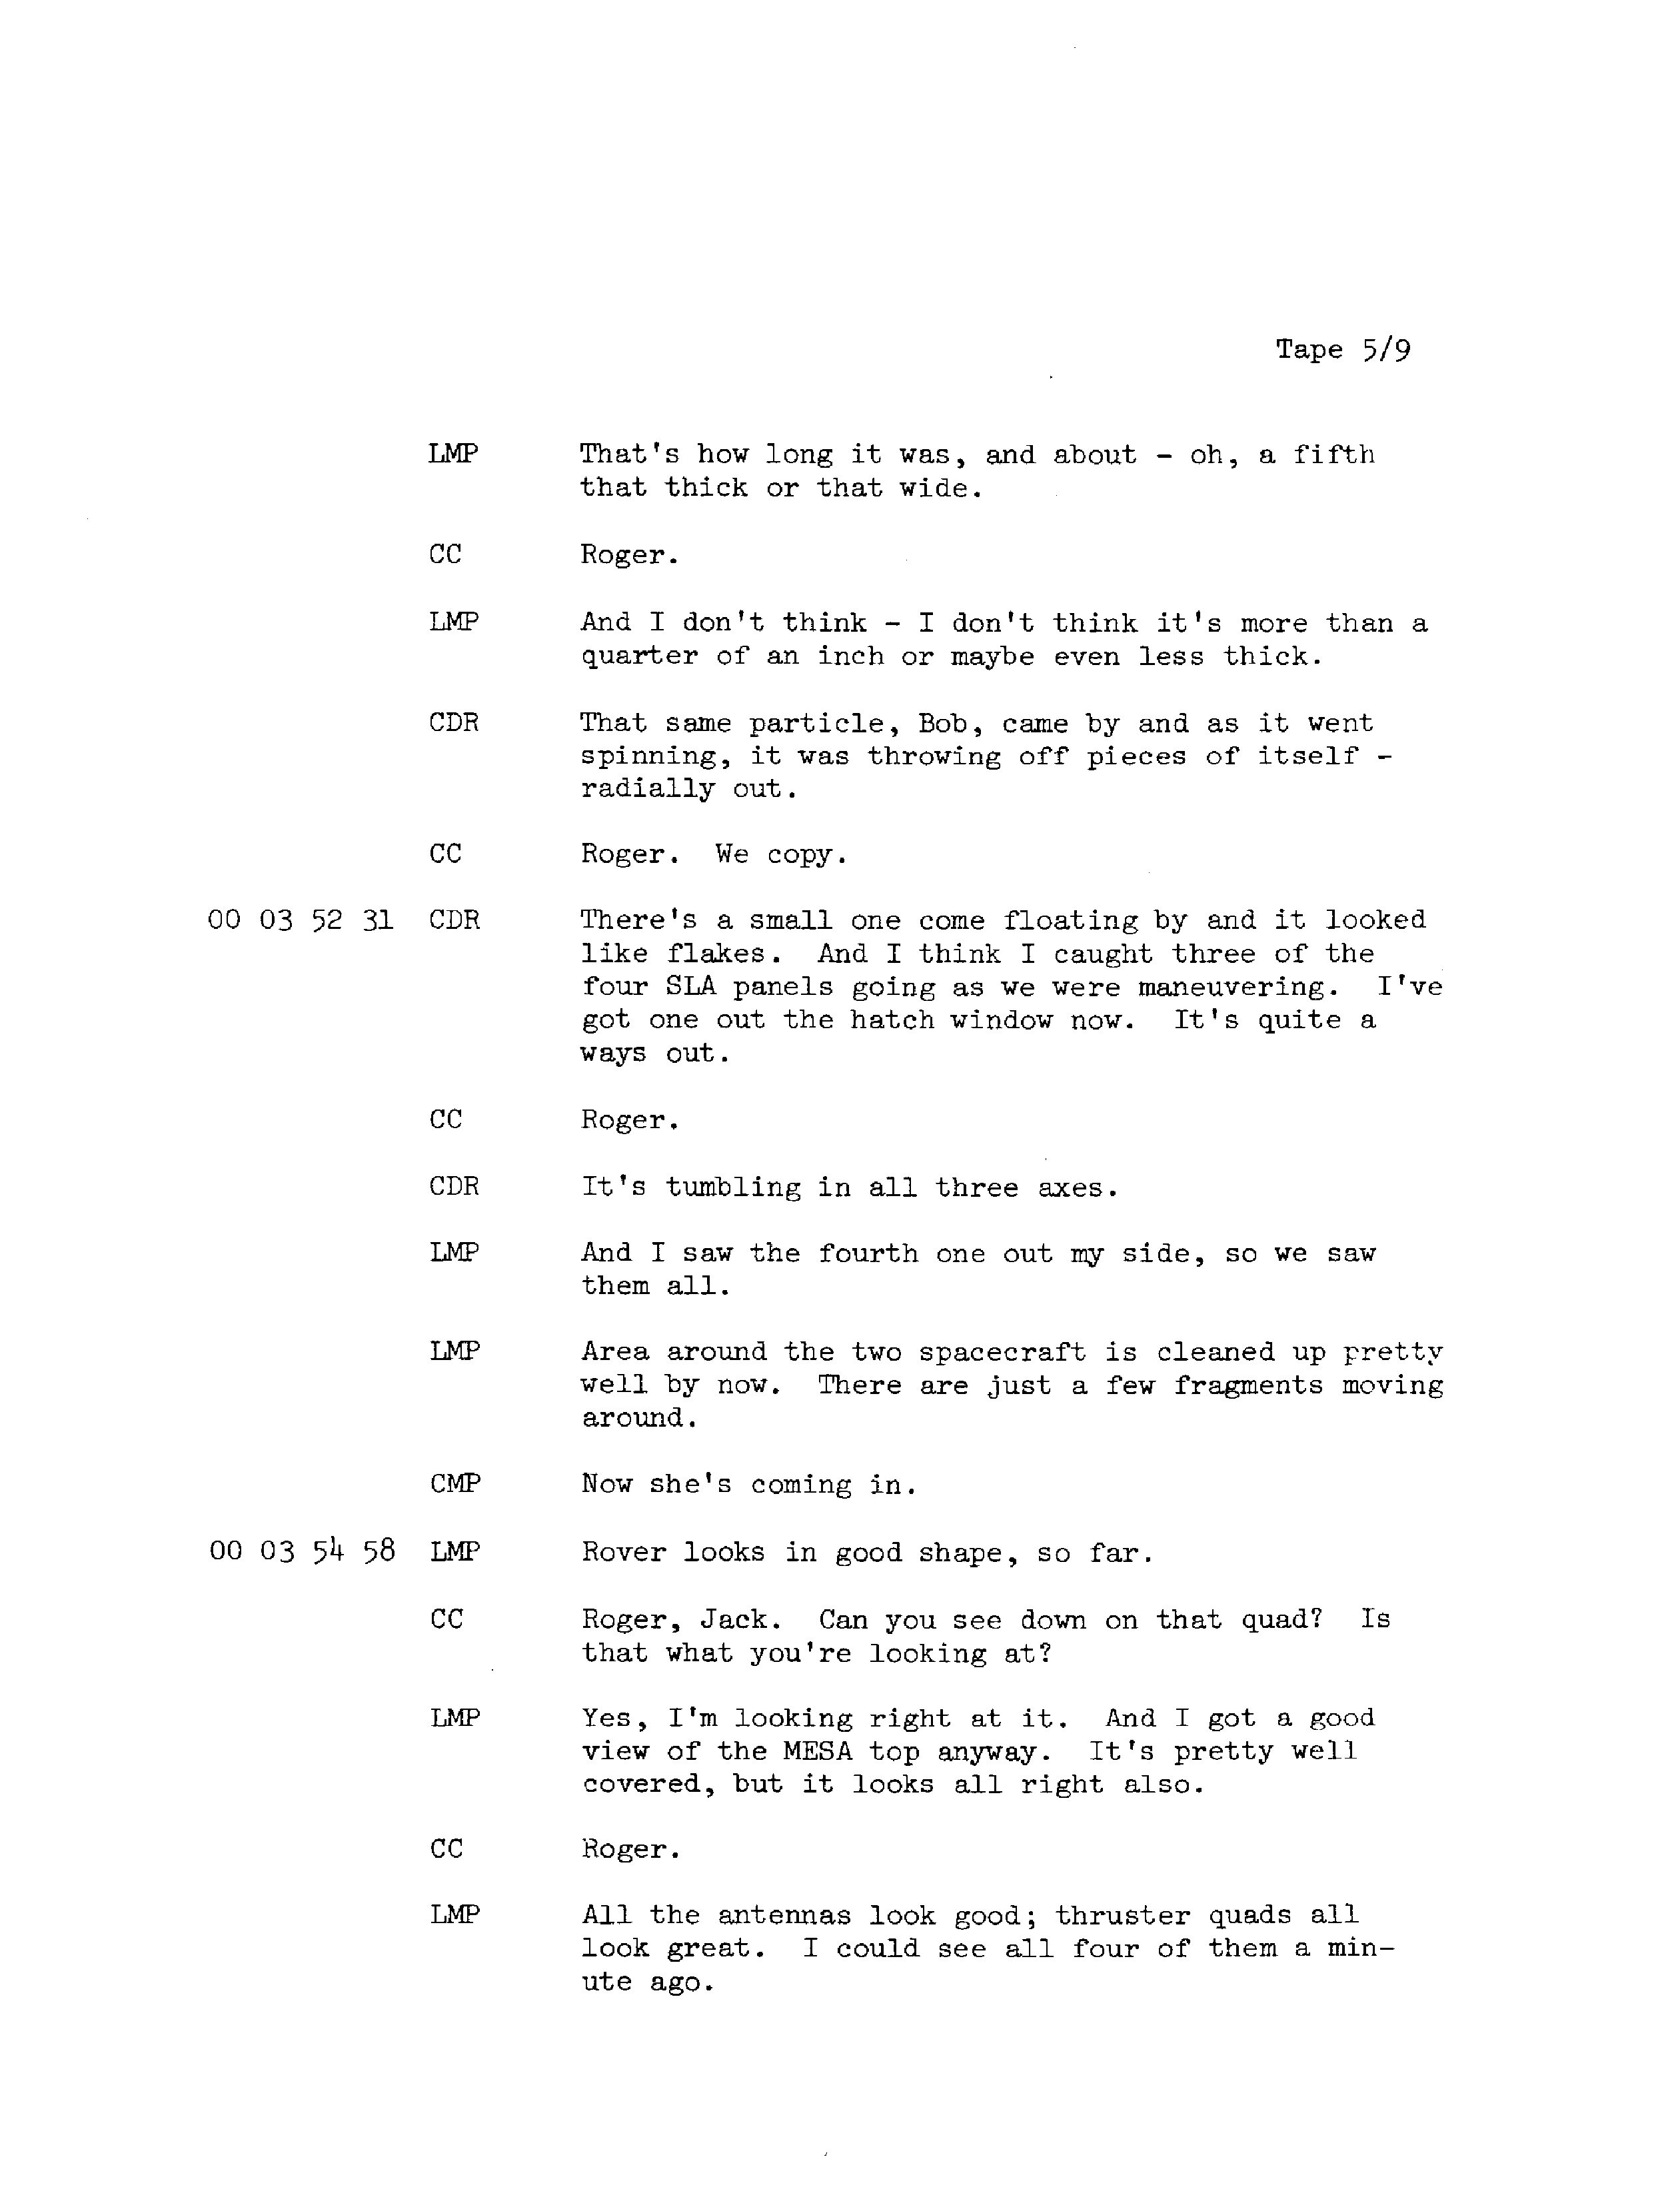 Tape 5/9
LMP That's how long it was, and about - oh, a fifth
that thick or that wide.
CC Roger.
LMP And I don't think - I don't think it's more than a
quarter of an inch or maybe even less thick.
CDR That same particle, Bob, came by and as it went
spinning, it was throwing off pieces of itself -
radially out.
CC Roger. We copy.
00 03 52 31 CDR There's a small one come floating by and it looked
like flakes. And I think I caught three of the
four SLA panels going as we were maneuvering. I've
got one out the hatch window now. It's quite a
ways out.
CC Roger.
CDR It's tumbling in all three axes.
LMP And I saw the fourth one out my side, so we saw
them all.
LMP Area around the two spacecraft is cleaned up pretty
well by now. There are just a few fragments moving
around.
CMP Now she's coming in.
00 03 54 58 LMP Rover looks in good shape, so far.
CC Roger, Jack. Can you see down on that quad? Is
that what you're looking at?
LMP Yes, I'm looking right at it. And I got a good
view of the MESA top anyway. It's pretty well
covered, but it looks all right also.
CC Roger.
LMP All the antennas look good; thruster quads all
look great. I could see all four of them a min-
ute ago.